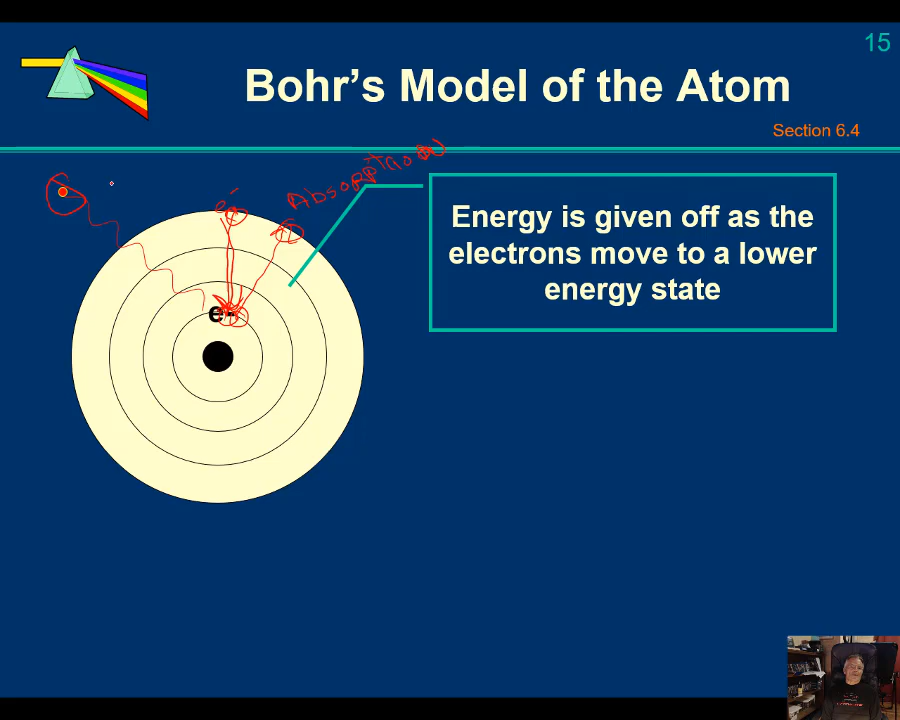 15
Bohr's Model of the Atom
Section 6.4
Absorption
Energy is given off as the
electrons move to a lower
energy state
e-